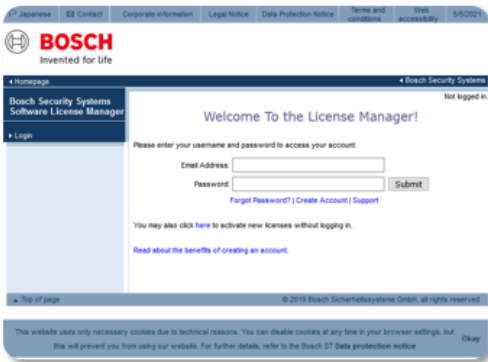 Japanese Contact Corporate information Legal Notice Data Protection Notice Terms and conditions Web accessibility 5/5/2021
BOSCH
Invented for life
Homepage Bosch Security Systems
Not logged in.
Bosch Security Systems
Software License Manager
Login
Welcome To the License Manager!
Please enter your username and password to access your account:
Email Address:
Password: Submit
Forgot Password? | Create Account | Support
You may also click here to activate new licenses without logging in.
Read about the benefits of creating an account.
Top of page © 2019 Bosch Sicherheitssysteme GmbH, all rights reserved
This website uses only necessary cookies due to technical reasons. You can disable cookies at any time in your browser settings, but
this will prevent you from using our website. For further details, refer to the Bosch ST Data protection notice
Okay